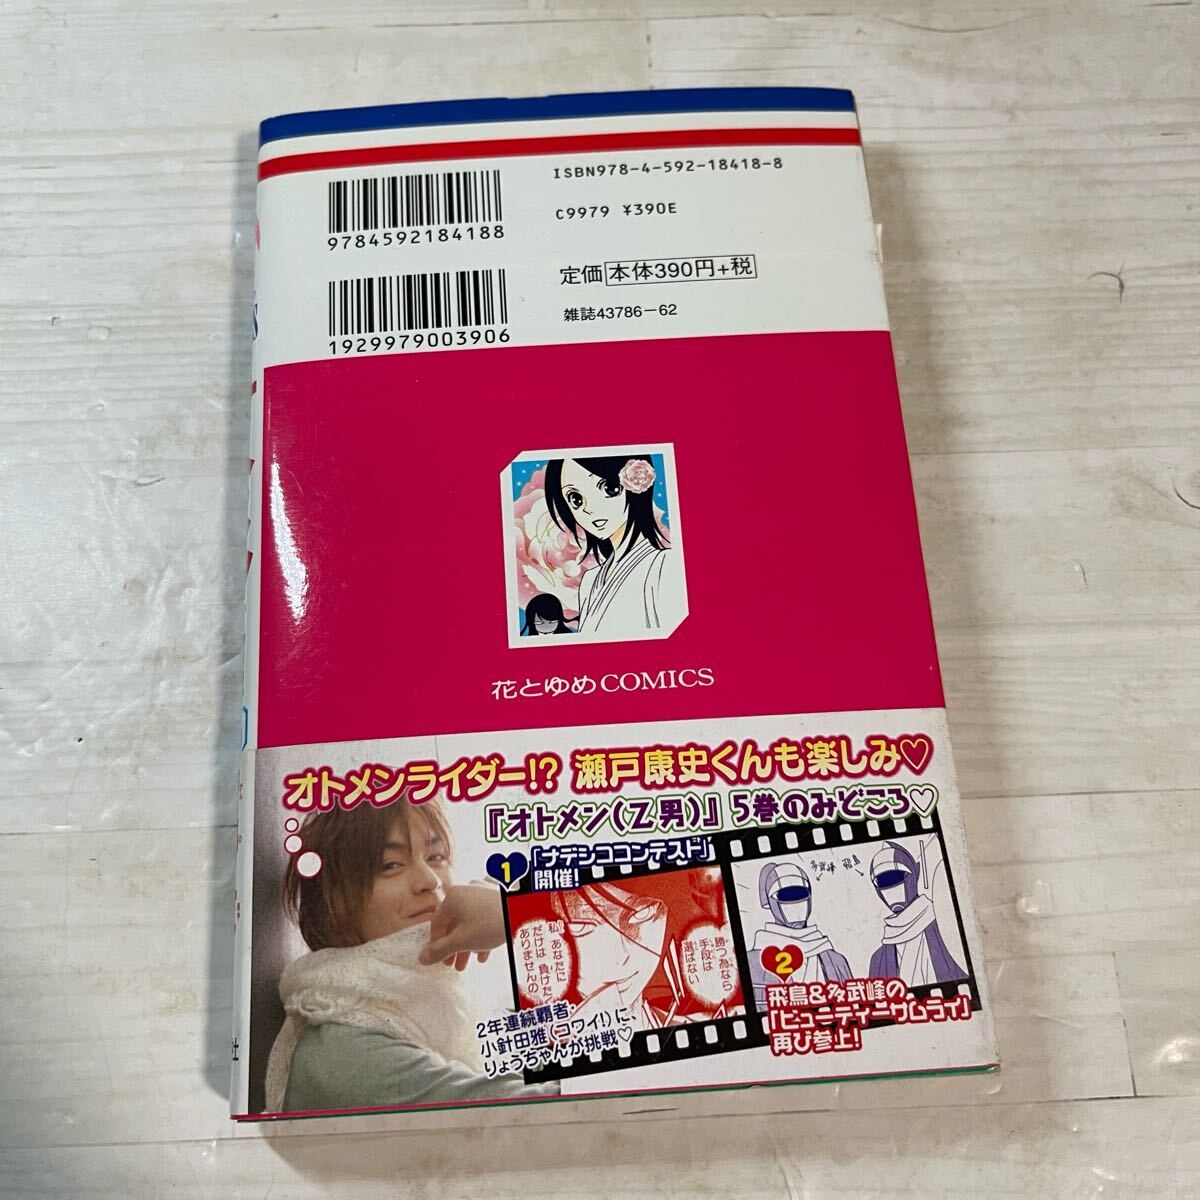 ISBN978-4-592-18418-8
C9979 ¥390E
9784592184188
定価 本体390円+税
1929979003906
雑誌43786-62
花とゆめCOMICS
オトメンライダー!? 瀬戸康史くんも楽しみ♡
『オトメン(乙男)』5巻のみどころ♡
1
「ナデシココンテスト」
開催!
勝つ為なら
手段は
選ばない
私 あなたに
だけは 負けた
ありませんの
2年連続覇者・
小針田雅(コワイ!)に、
りょうちゃんが挑戦♡
多武峰 飛鳥
2
飛鳥&多武峰の
「ビューティーサムライ」
再び参上!